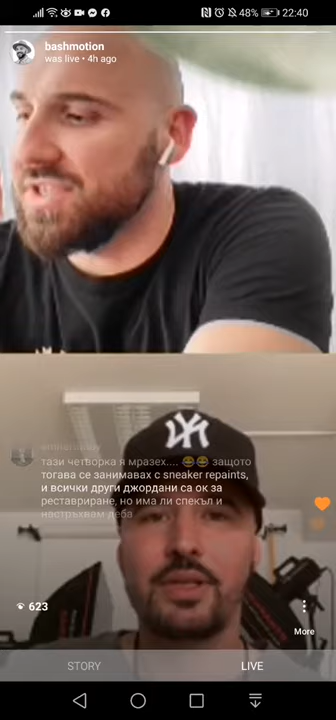 48% 22:40
bashmotion
was live • 4h ago
NY
тази четворка я мразех.... 😂😂 защото
тогава се занимавах с sneaker repaints,
и всички други джордани са ок за
реставриране, но има ли спекъл и
настръхвам деба
623
More
STORY
LIVE